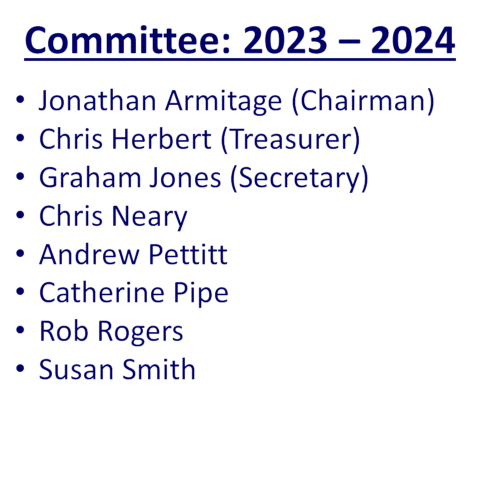 Committee: 2023 – 2024
• Jonathan Armitage (Chairman)
• Chris Herbert (Treasurer)
• Graham Jones (Secretary)
• Chris Neary
• Andrew Pettitt
• Catherine Pipe
• Rob Rogers
• Susan Smith